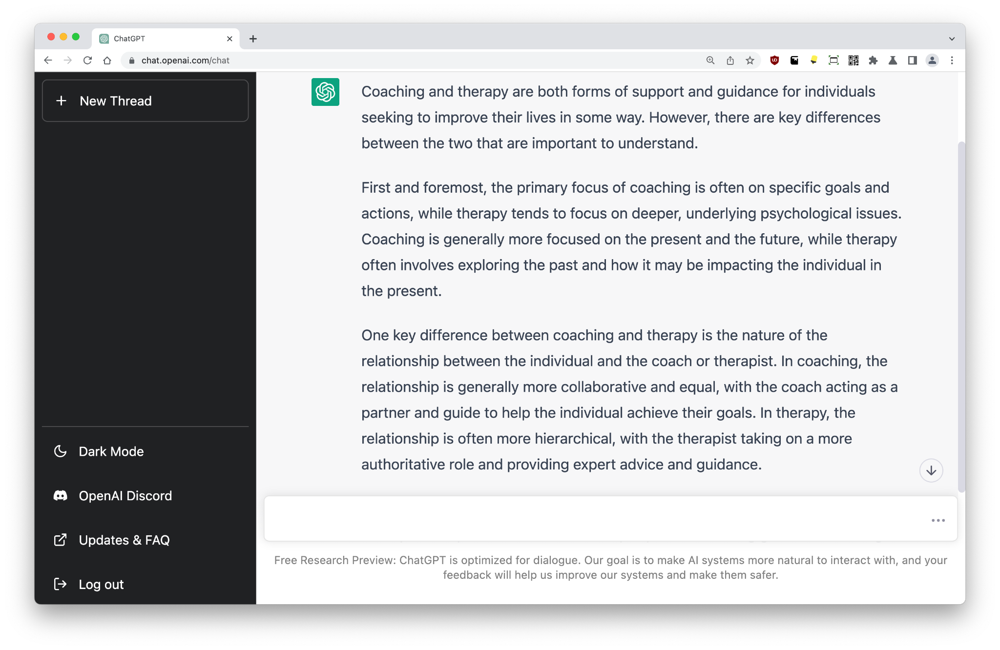 ChatGPT
chat.openai.com/chat
New Thread
Coaching and therapy are both forms of support and guidance for individuals
seeking to improve their lives in some way. However, there are key differences
between the two that are important to understand.
First and foremost, the primary focus of coaching is often on specific goals and
actions, while therapy tends to focus on deeper, underlying psychological issues.
Coaching is generally more focused on the present and the future, while therapy
often involves exploring the past and how it may be impacting the individual in
the present.
One key difference between coaching and therapy is the nature of the
relationship between the individual and the coach or therapist. In coaching, the
relationship is generally more collaborative and equal, with the coach acting as a
partner and guide to help the individual achieve their goals. In therapy, the
relationship is often more hierarchical, with the therapist taking on a more
authoritative role and providing expert advice and guidance.
Dark Mode
OpenAI Discord
Updates & FAQ
Log out
Free Research Preview: ChatGPT is optimized for dialogue. Our goal is to make AI systems more natural to interact with, and your
feedback will help us improve our systems and make them safer.